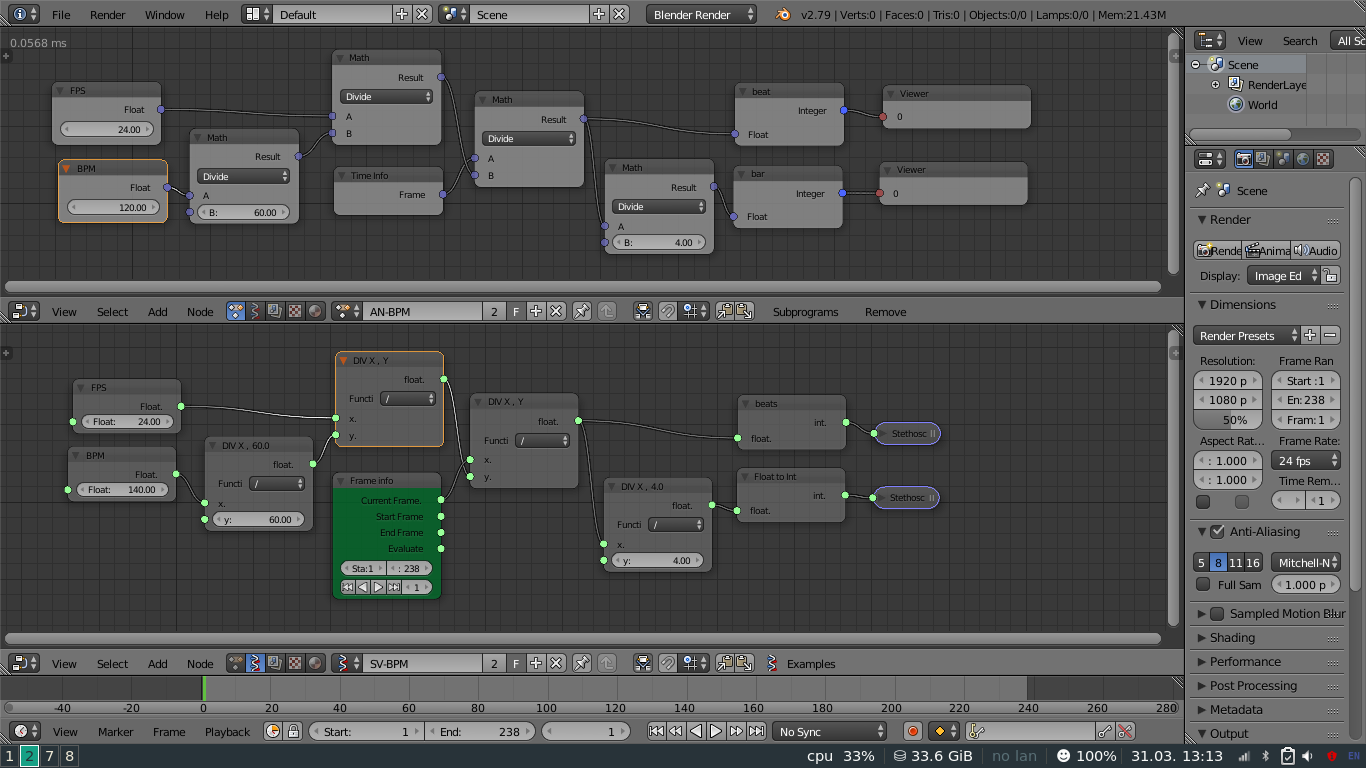 File Render Window Help Default Scene Blender Render v2.79 | Verts:0 | Faces:0 | Tris:0 | Objects:0/0 | Lamps:0/0 | Mem:21.43M
0.0568 ms
FPS
Float
24.00
BPM
Float
120.00
Math
Result
Divide
A
B: 60.00
Math
Result
Divide
A
B
Time Info
Frame
Math
Result
Divide
A
B
Math
Result
Divide
A
B: 4.00
beat
Integer
Float
bar
Integer
Float
Viewer
0
Viewer
0
View Select Add Node AN-BPM 2 F Subprograms Remove
FPS
Float.
Float: 24.00
BPM
Float.
Float: 140.00
DIV X , 60.0
float.
Functi /
x.
y: 60.00
DIV X , Y
float.
Functi /
x.
y.
Frame info
Current Frame.
Start Frame
End Frame
Evaluate
Sta:1 : 238
1
DIV X , Y
float.
Functi /
x.
y.
DIV X , 4.0
float.
Functi /
x.
y: 4.00
beats
int.
float.
Float to Int
int.
float.
Stethosc
Stethosc
View Select Add Node SV-BPM 2 F Examples
-40 -20 0 20 40 60 80 100 120 140 160 180 200 220 240 260 280
View Marker Frame Playback Start: 1 End: 238 1 No Sync
View Search All Sc
Scene
RenderLaye
World
Scene
Render
Rende Anima Audio
Display: Image Ed
Dimensions
Render Presets
Resolution: Frame Ran
1920 p Start :1
1080 p En: 238
50% Fram: 1
Aspect Rat... Frame Rate:
: 1.000 24 fps
: 1.000 Time Rem...
1
Anti-Aliasing
5 8 11 16 Mitchell-N
Full Sam 1.000 p
Sampled Motion Blur
Shading
Performance
Post Processing
Metadata
Output
1 2 7 8 cpu 33% 33.6 GiB no lan 100% 31.03. 13:13 EN